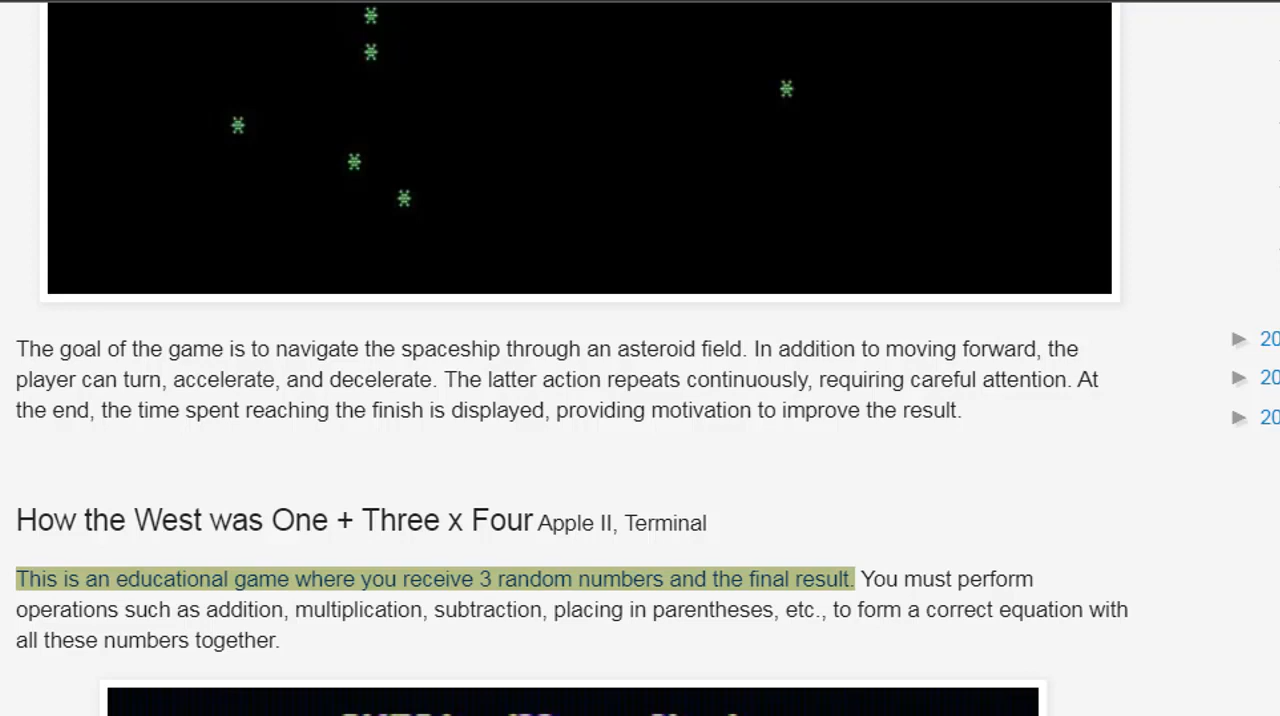 The goal of the game is to navigate the spaceship through an asteroid field. In addition to moving forward, the
player can turn, accelerate, and decelerate. The latter action repeats continuously, requiring careful attention. At
the end, the time spent reaching the finish is displayed, providing motivation to improve the result.
► 20
► 20
► 20
How the West was One + Three x Four Apple II, Terminal
This is an educational game where you receive 3 random numbers and the final result. You must perform
operations such as addition, multiplication, subtraction, placing in parentheses, etc., to form a correct equation with
all these numbers together.